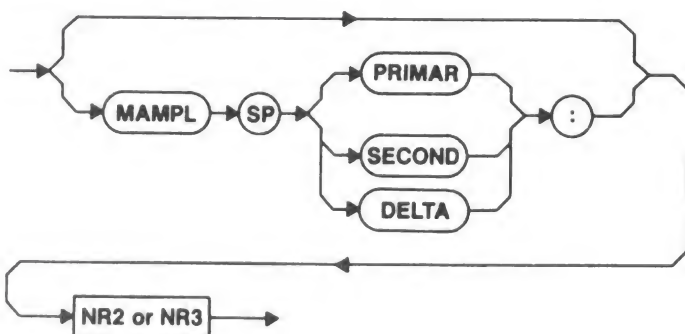 PRIMAR
MAMPL SP :
SECOND
DELTA
NR2 or NR3